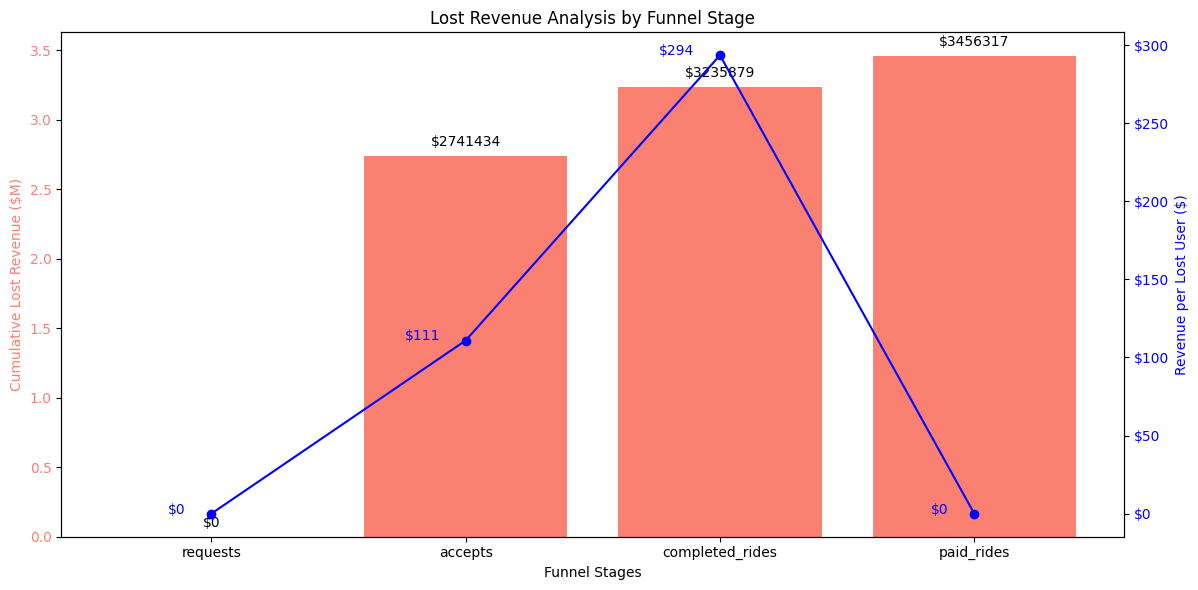 Lost Revenue Analysis by Funnel Stage
Cumulative Lost Revenue ($M)
3.5
3.0
2.5
2.0
1.5
1.0
0.5
0.0
$0
$0
$2741434
$111
$294
$3235879
$3456317
$0
$300
$250
$200
$150
$100
$50
$0
Revenue per Lost User ($)
requests
accepts
completed_rides
paid_rides
Funnel Stages